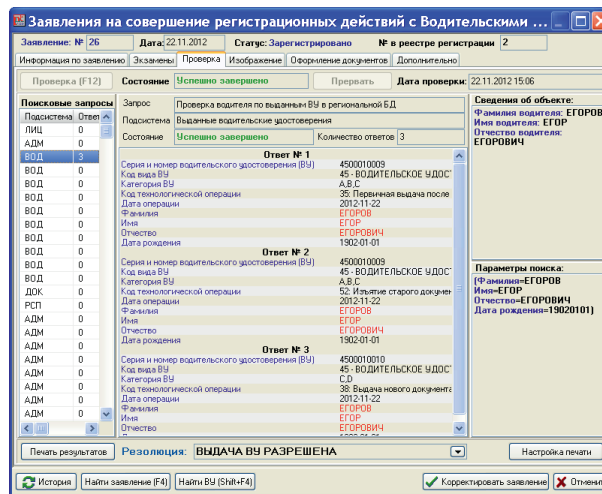 Заявления на совершение регистрационных действий с Водительскими ...
Заявление: № 26 Дата: 22.11.2012 Статус: Зарегистрировано № в реестре регистрации 2
Информация по заявлению Экзамены Проверка Изображение Оформление документов Дополнительно
Проверка (F12) Состояние Успешно завершено Прервать Дата проверки: 22.11.2012 15:06
Поисковые запросы
Подсистема Ответ
ЛИЦ 0
АДМ 0
ВОД 3
ВОД 0
ВОД 0
ВОД 0
ВОД 0
ВОД 0
ВОД 0
ВОД 0
ДОК 0
РСП 0
АДМ 0
АДМ 0
АДМ 0
АДМ 0
АДМ 0
АДМ 0
Запрос Проверка водителя по выданным ВУ в региональной БД
Подсистема Выданные водительские удостоверения
Состояние Успешно завершено Количество ответов 3
Ответ № 1
Серия и номер водительского удостоверения (ВУ) 4500010009
Код вида ВУ 45 - ВОДИТЕЛЬСКОЕ УДОСТ
Категория ВУ A,B,C
Код технологической операции 35: Первичная выдача после
Дата операции 2012-11-22
Фамилия ЕГОРОВ
Имя ЕГОР
Отчество ЕГОРОВИЧ
Дата рождения 1902-01-01
Ответ № 2
Серия и номер водительского удостоверения (ВУ) 4500010009
Код вида ВУ 45 - ВОДИТЕЛЬСКОЕ УДОСТ
Категория ВУ A,B,C
Код технологической операции 52: Изъятие старого докумен
Дата операции 2012-11-22
Фамилия ЕГОРОВ
Имя ЕГОР
Отчество ЕГОРОВИЧ
Дата рождения 1902-01-01
Ответ № 3
Серия и номер водительского удостоверения (ВУ) 4500010010
Код вида ВУ 45 - ВОДИТЕЛЬСКОЕ УДОСТ
Категория ВУ C,D
Код технологической операции 38: Выдача нового документа
Дата операции 2012-11-22
Фамилия ЕГОРОВ
Имя ЕГОР
Отчество ЕГОРОВИЧ
Сведения об объекте:
Фамилия водителя: ЕГОРОВ
Имя водителя: ЕГОР
Отчество водителя:
ЕГОРОВИЧ
Параметры поиска:
(Фамилия=ЕГОРОВ
Имя=ЕГОР
Отчество=ЕГОРОВИЧ
Дата рождения=19020101)
Печать результатов Резолюция: ВЫДАЧА ВУ РАЗРЕШЕНА Настройка печати
История Найти заявление (F4) Найти ВУ (Shift+F4) Корректировать заявление Отменит